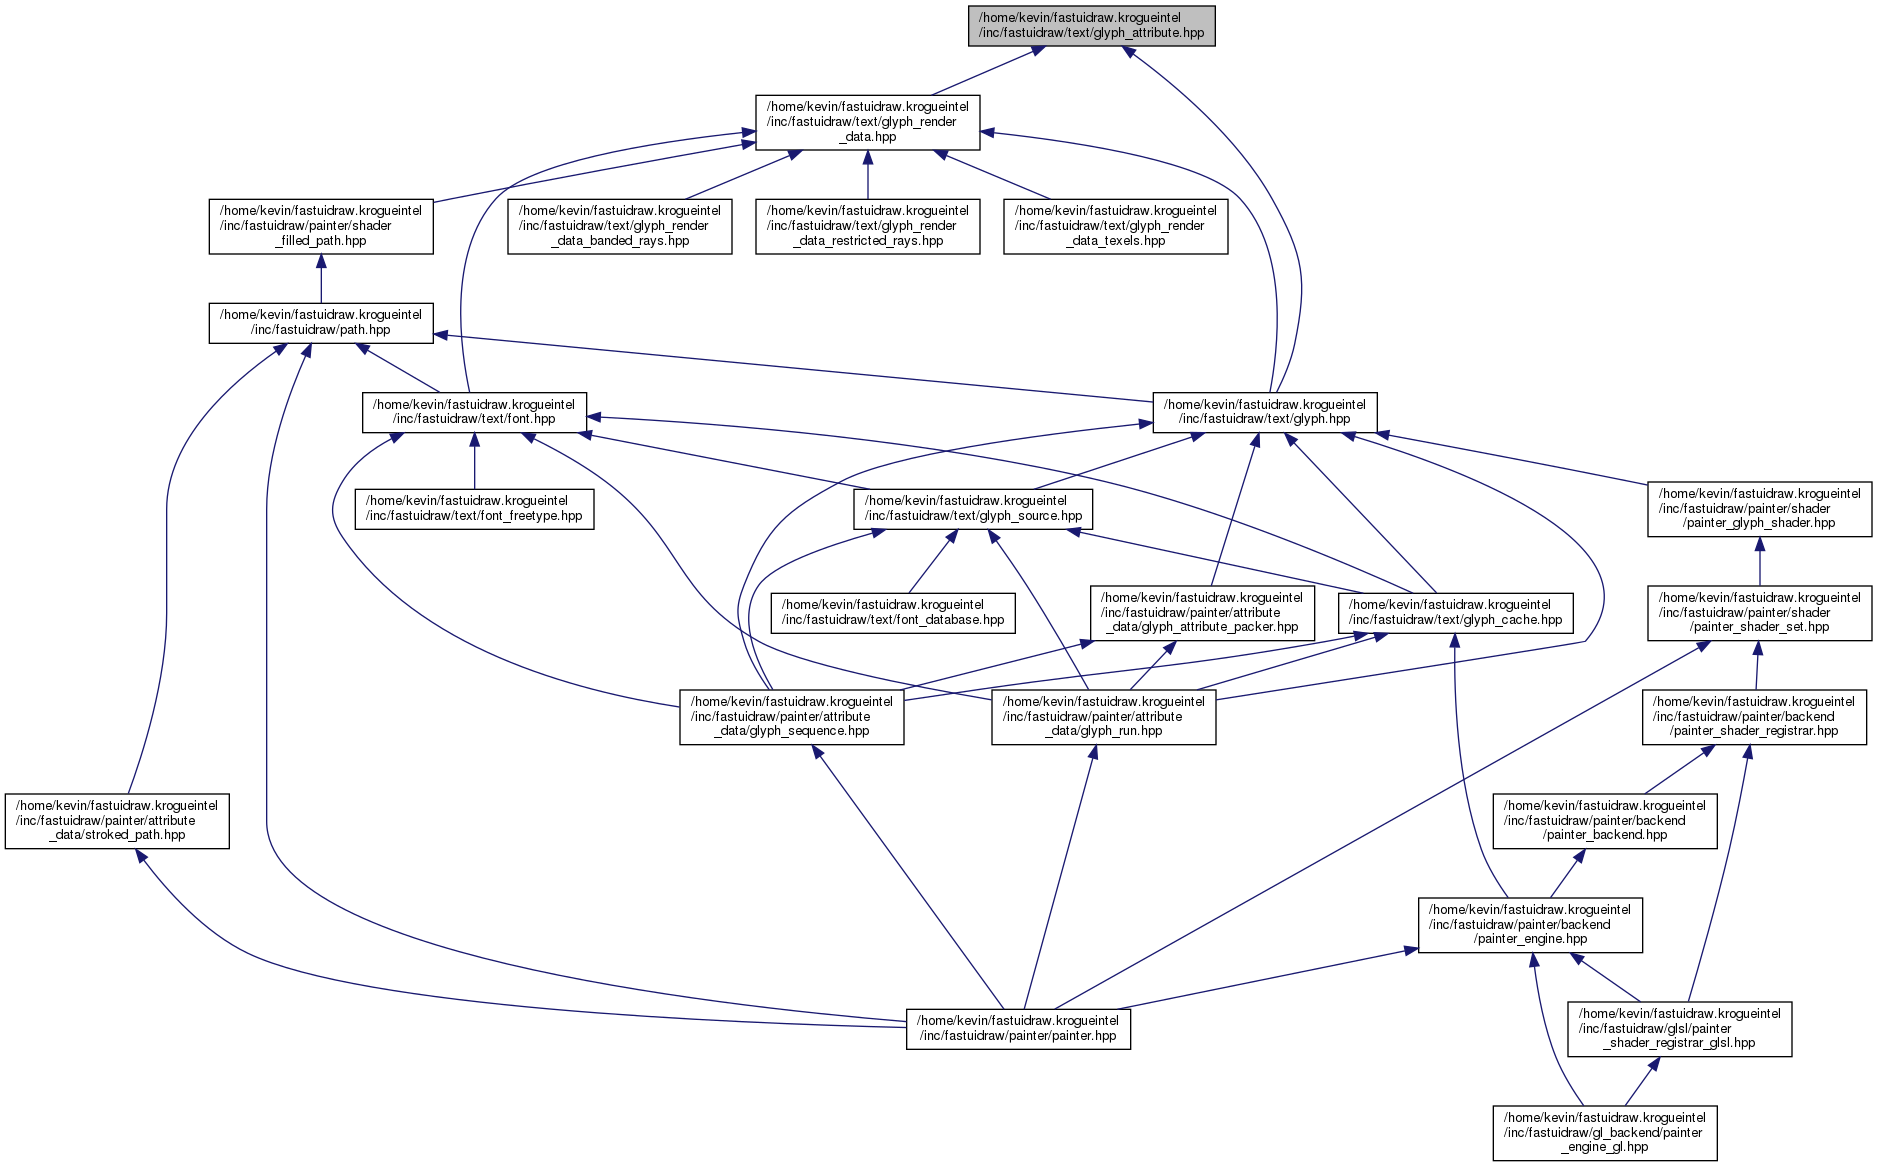 /home/kevin/fastuidraw.krogueintel
/inc/fastuidraw/text/glyph_attribute.hpp
/home/kevin/fastuidraw.krogueintel
/inc/fastuidraw/text/glyph_render
_data.hpp
/home/kevin/fastuidraw.krogueintel
/inc/fastuidraw/painter/shader
_filled_path.hpp
/home/kevin/fastuidraw.krogueintel
/inc/fastuidraw/text/glyph_render
_data_banded_rays.hpp
/home/kevin/fastuidraw.krogueintel
/inc/fastuidraw/text/glyph_render
_data_restricted_rays.hpp
/home/kevin/fastuidraw.krogueintel
/inc/fastuidraw/text/glyph_render
_data_texels.hpp
/home/kevin/fastuidraw.krogueintel
/inc/fastuidraw/path.hpp
/home/kevin/fastuidraw.krogueintel
/inc/fastuidraw/text/font.hpp
/home/kevin/fastuidraw.krogueintel
/inc/fastuidraw/text/glyph.hpp
/home/kevin/fastuidraw.krogueintel
/inc/fastuidraw/text/font_freetype.hpp
/home/kevin/fastuidraw.krogueintel
/inc/fastuidraw/text/glyph_source.hpp
/home/kevin/fastuidraw.krogueintel
/inc/fastuidraw/painter/shader
/painter_glyph_shader.hpp
/home/kevin/fastuidraw.krogueintel
/inc/fastuidraw/text/font_database.hpp
/home/kevin/fastuidraw.krogueintel
/inc/fastuidraw/painter/attribute
_data/glyph_attribute_packer.hpp
/home/kevin/fastuidraw.krogueintel
/inc/fastuidraw/text/glyph_cache.hpp
/home/kevin/fastuidraw.krogueintel
/inc/fastuidraw/painter/shader
/painter_shader_set.hpp
/home/kevin/fastuidraw.krogueintel
/inc/fastuidraw/painter/attribute
_data/glyph_sequence.hpp
/home/kevin/fastuidraw.krogueintel
/inc/fastuidraw/painter/attribute
_data/glyph_run.hpp
/home/kevin/fastuidraw.krogueintel
/inc/fastuidraw/painter/backend
/painter_shader_registrar.hpp
/home/kevin/fastuidraw.krogueintel
/inc/fastuidraw/painter/attribute
_data/stroked_path.hpp
/home/kevin/fastuidraw.krogueintel
/inc/fastuidraw/painter/backend
/painter_backend.hpp
/home/kevin/fastuidraw.krogueintel
/inc/fastuidraw/painter/backend
/painter_engine.hpp
/home/kevin/fastuidraw.krogueintel
/inc/fastuidraw/painter/painter.hpp
/home/kevin/fastuidraw.krogueintel
/inc/fastuidraw/glsl/painter
_shader_registrar_glsl.hpp
/home/kevin/fastuidraw.krogueintel
/inc/fastuidraw/gl_backend/painter
_engine_gl.hpp